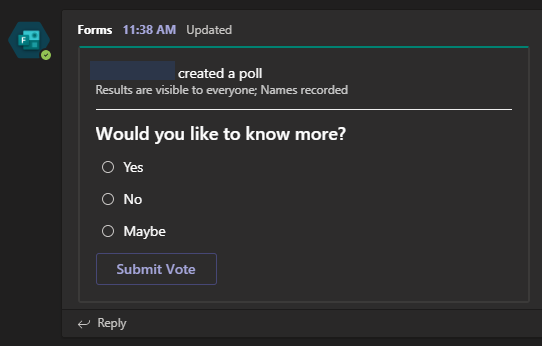 Forms 11:38 AM Updated
created a poll
Results are visible to everyone; Names recorded
Would you like to know more?
Yes
No
Maybe
Submit Vote
Reply